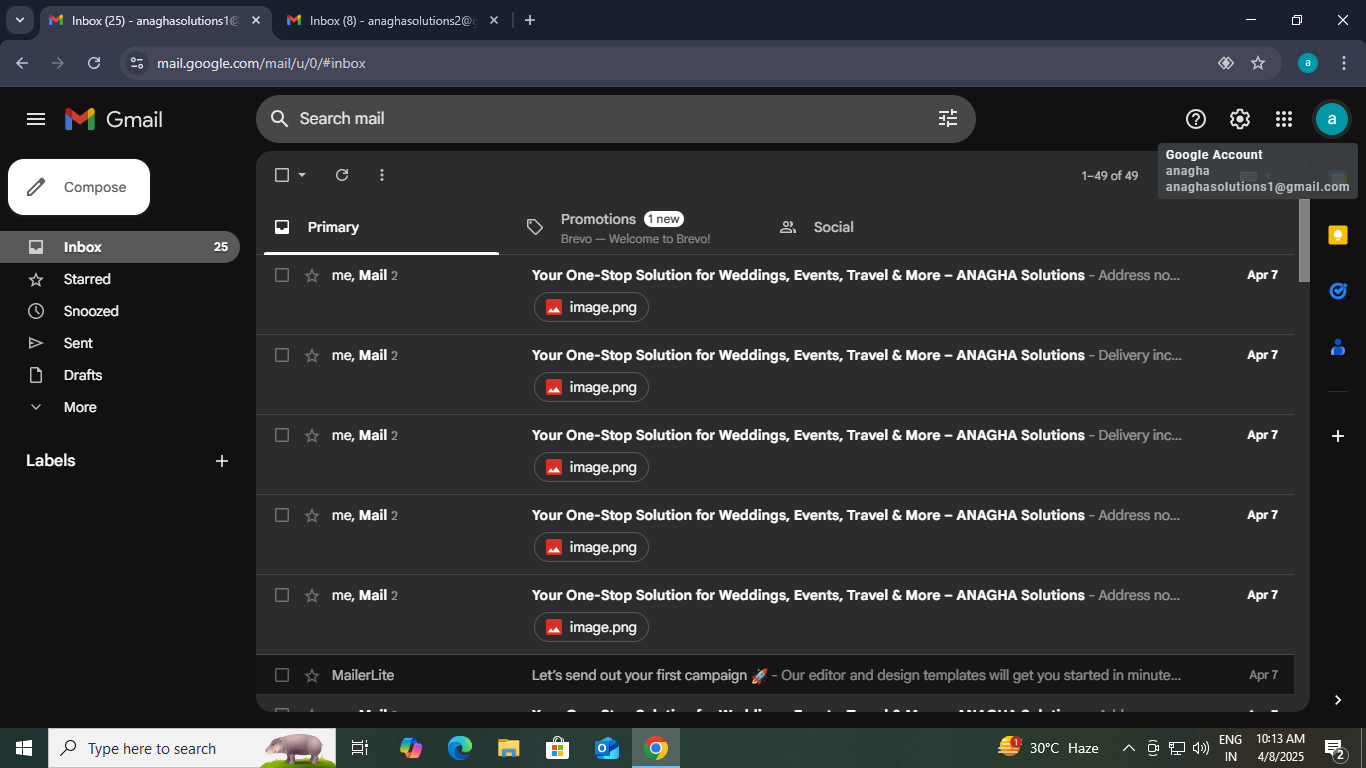 Inbox (25) - anaghasolutions1@
Inbox (8) - anaghasolutions2@g
mail.google.com/mail/u/0/#inbox
a
Gmail
Search mail
a
Google Account
anagha
anaghasolutions1@gmail.com
Compose
1–49 of 49
Inbox 25
Starred
Snoozed
Sent
Drafts
More
Labels
Primary
Promotions 1 new
Brevo — Welcome to Brevo!
Social
me, Mail 2 Your One-Stop Solution for Weddings, Events, Travel & More – ANAGHA Solutions - Address no... Apr 7
image.png
me, Mail 2 Your One-Stop Solution for Weddings, Events, Travel & More – ANAGHA Solutions - Delivery inc... Apr 7
image.png
me, Mail 2 Your One-Stop Solution for Weddings, Events, Travel & More – ANAGHA Solutions - Delivery inc... Apr 7
image.png
me, Mail 2 Your One-Stop Solution for Weddings, Events, Travel & More – ANAGHA Solutions - Address no... Apr 7
image.png
me, Mail 2 Your One-Stop Solution for Weddings, Events, Travel & More – ANAGHA Solutions - Address no... Apr 7
image.png
MailerLite Let's send out your first campaign 🚀 - Our editor and design templates will get you started in minute... Apr 7
Type here to search
1
30°C Haze
ENG
IN
10:13 AM
4/8/2025
2